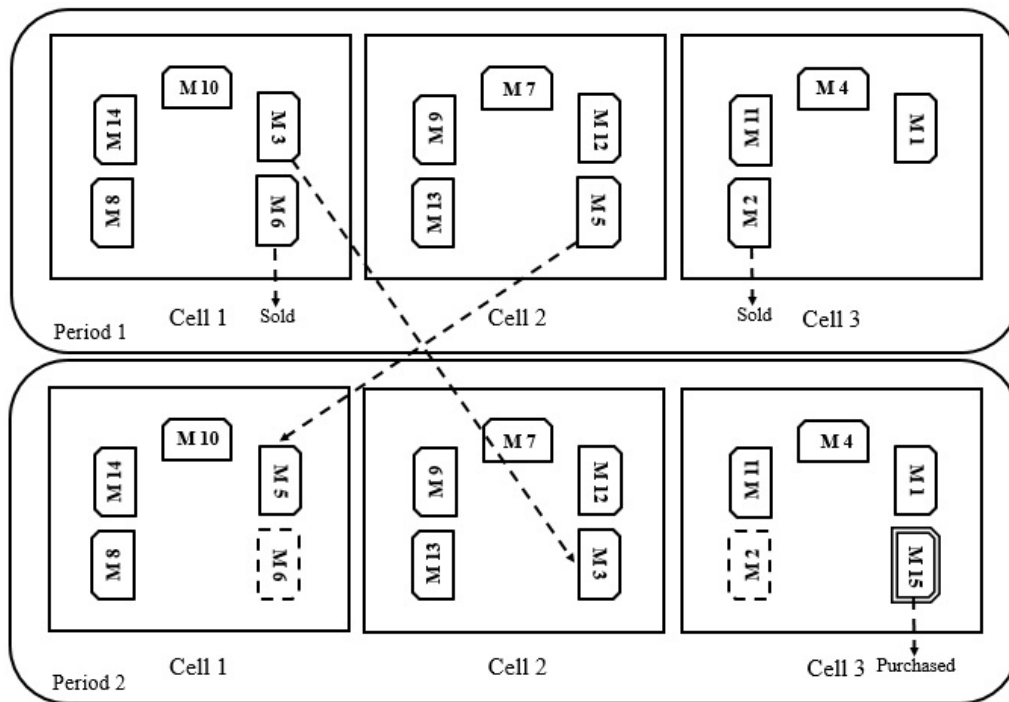 M 10
M 14
M 3
M 8
M 6
Cell 1
Sold
M 7
M 9
M 12
M 13
M 5
Cell 2
M 4
M 11
M 1
M 2
Sold
Cell 3
Period 1
M 10
M 14
M 5
M 8
M 6
Cell 1
M 7
M 9
M 12
M 13
M 3
Cell 2
M 4
M 11
M 1
M 2
M 15
Cell 3
Purchased
Period 2